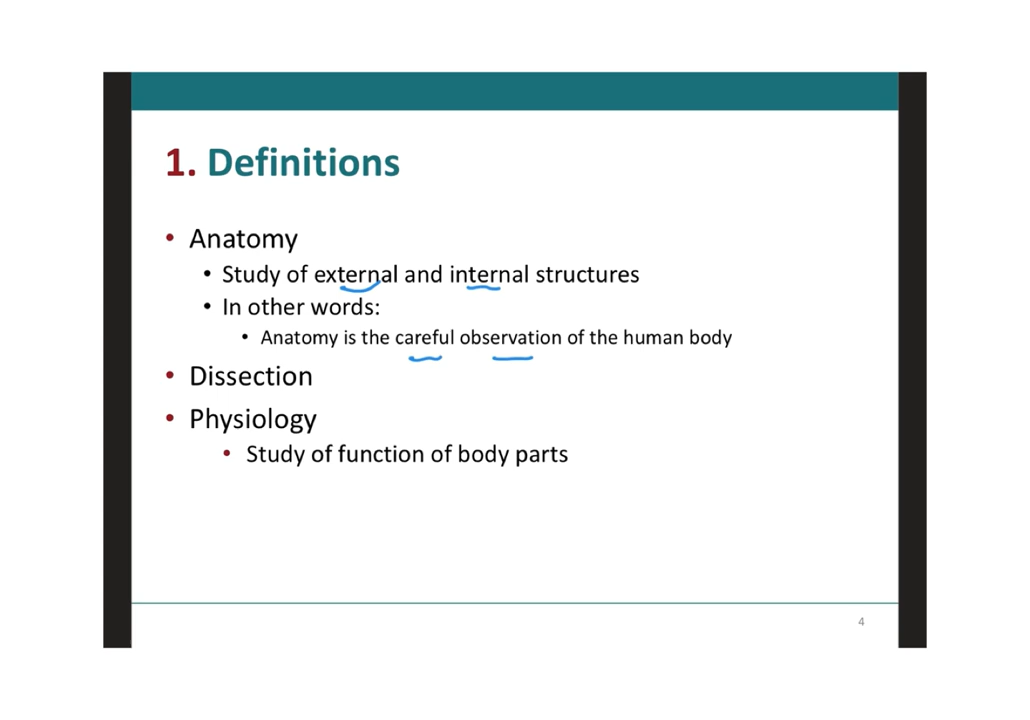 1. Definitions
• Anatomy
• Study of external and internal structures
• In other words:
• Anatomy is the careful observation of the human body
• Dissection
• Physiology
• Study of function of body parts
4